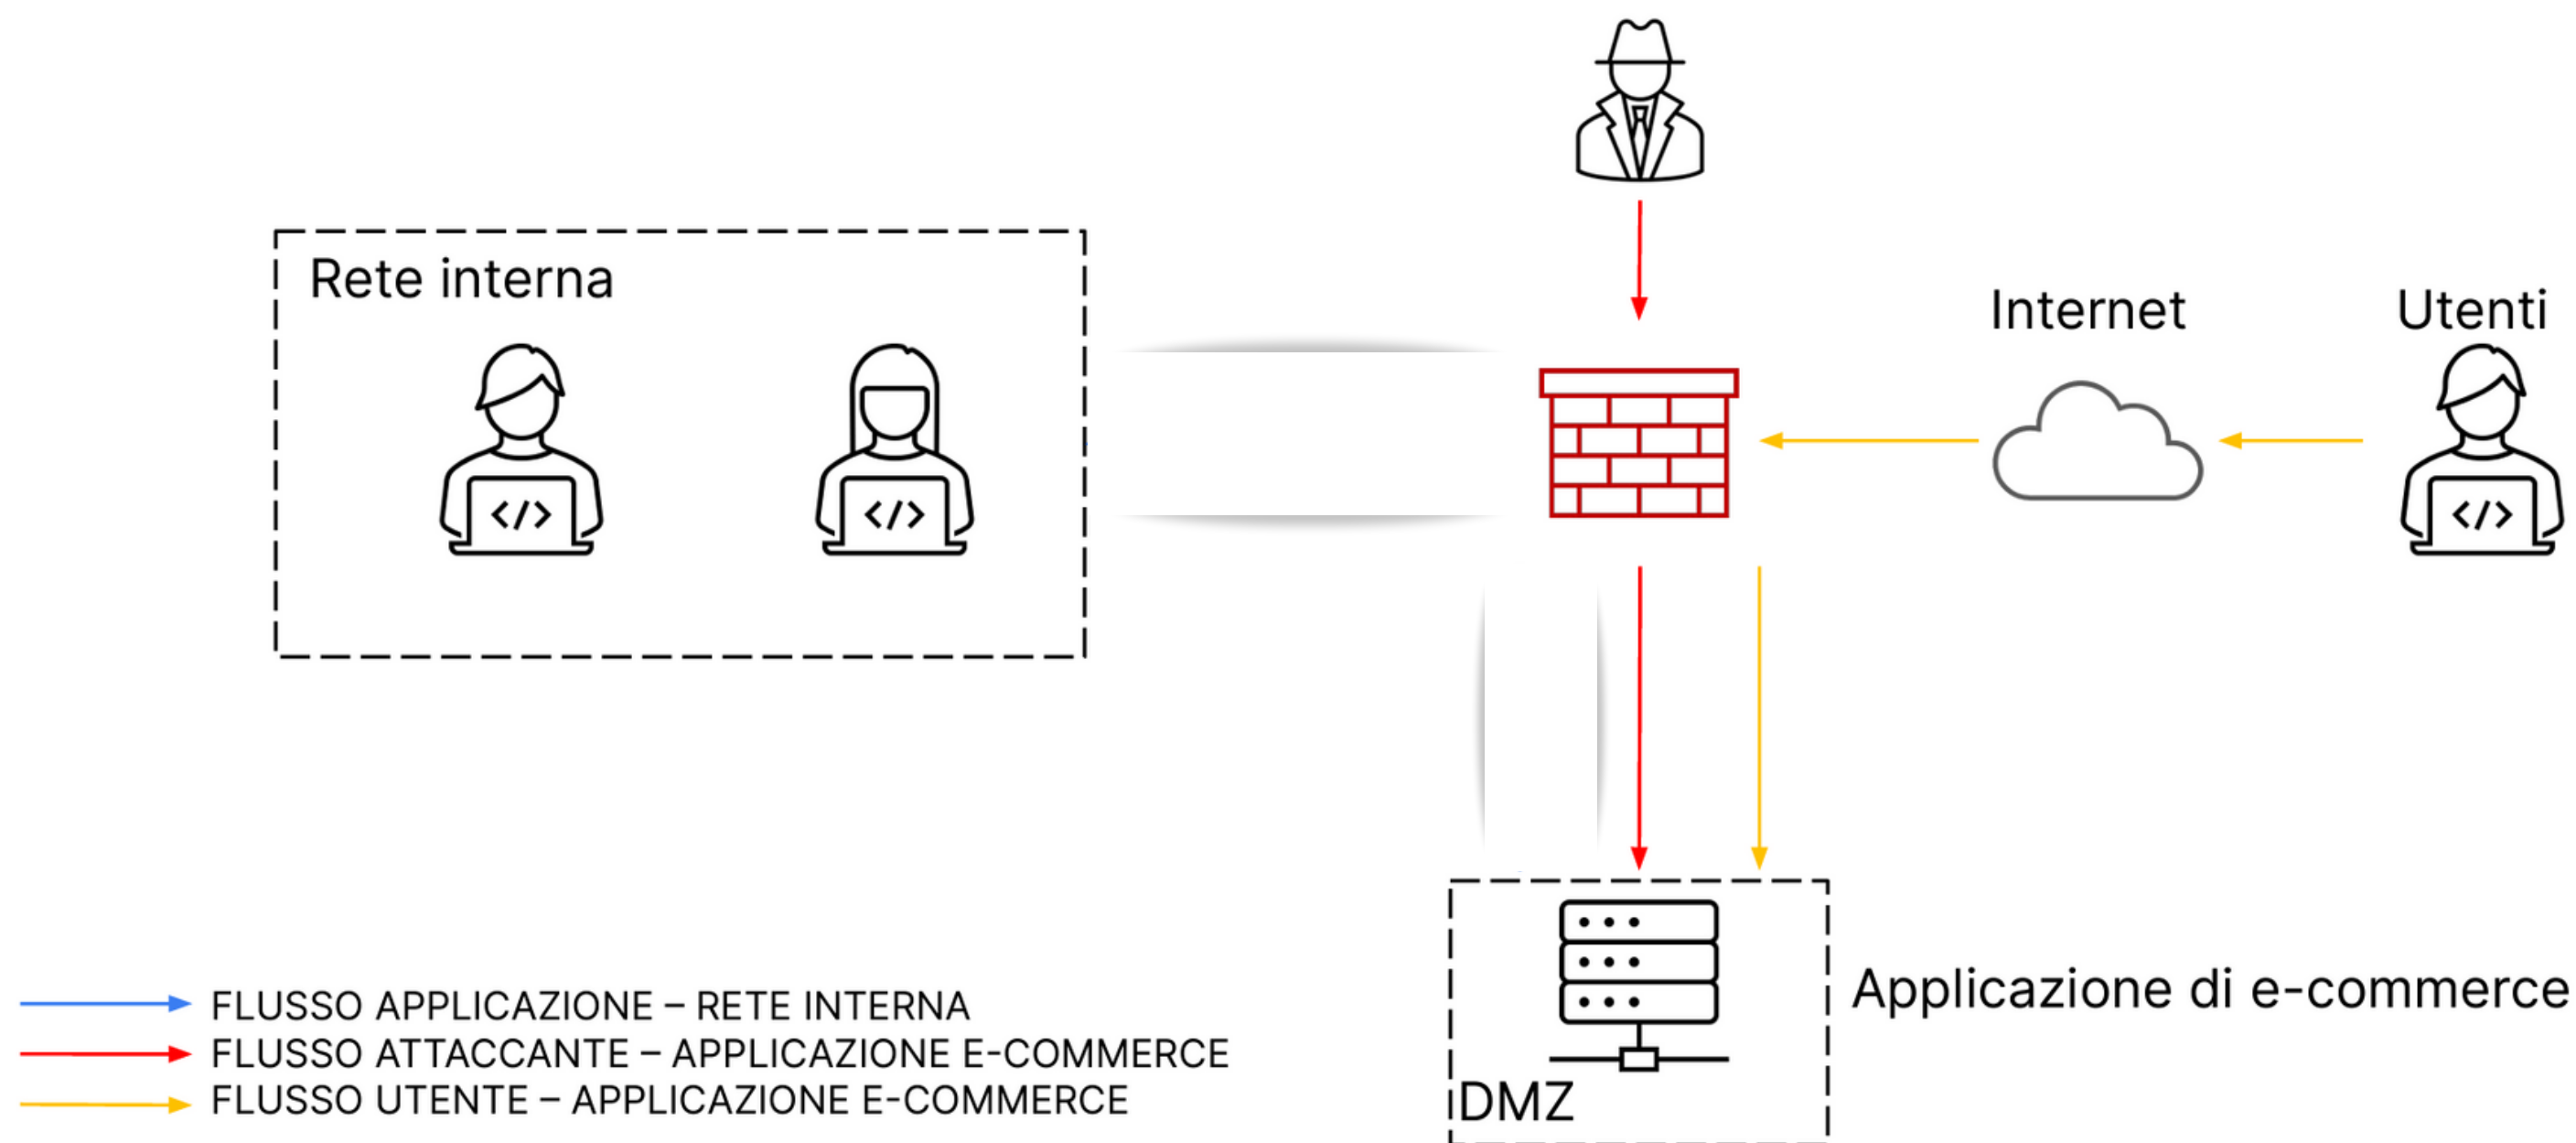 Rete interna
Internet
Utenti
</>
</>
</>
Applicazione di e-commerce
DMZ
FLUSSO APPLICAZIONE – RETE INTERNA
FLUSSO ATTACCANTE – APPLICAZIONE E-COMMERCE
FLUSSO UTENTE – APPLICAZIONE E-COMMERCE